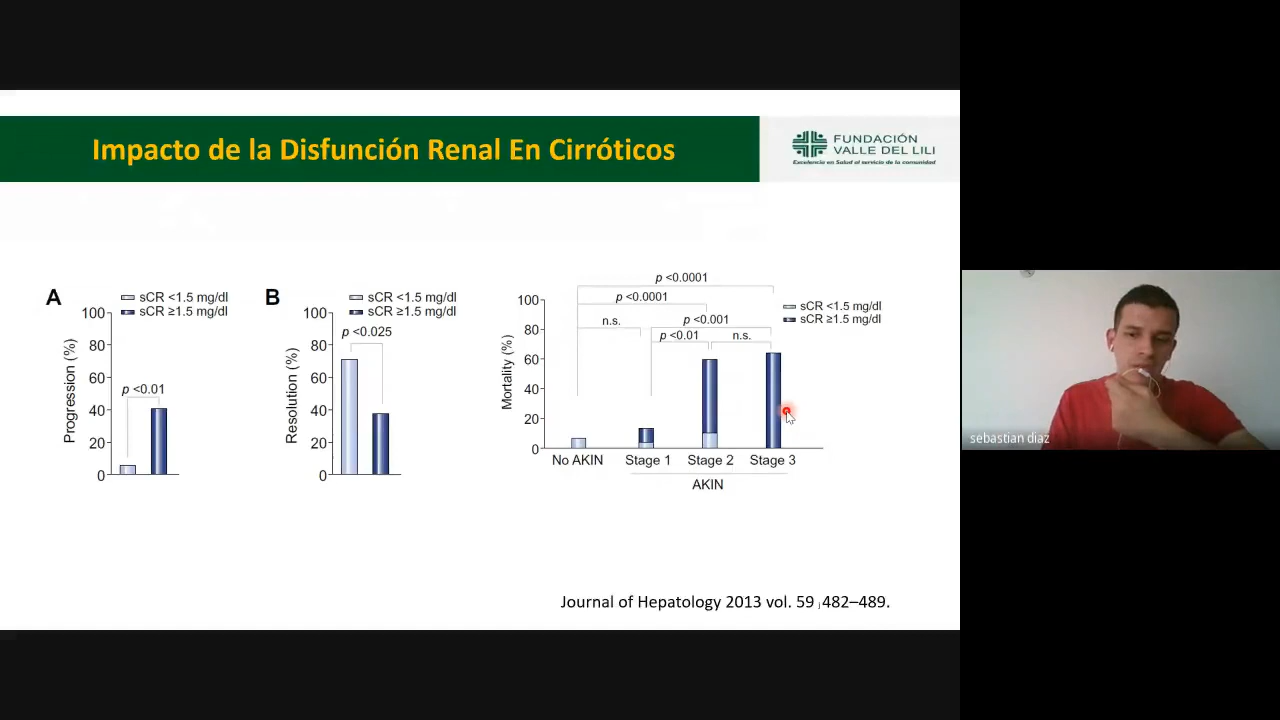 Impacto de la Disfunción Renal En Cirróticos
FUNDACIÓN
VALLE DEL LILI
Excelencia en Salud al servicio de la comunidad
A
sCR <1.5 mg/dl
sCR ≥1.5 mg/dl
Progression (%)
100
80
60
40
20
0
p <0.01
B
sCR <1.5 mg/dl
sCR ≥1.5 mg/dl
Resolution (%)
100
80
60
40
20
0
p <0.025
Mortality (%)
100
80
60
40
20
0
p <0.0001
p <0.0001
n.s.
p <0.001
p <0.01
n.s.
sCR <1.5 mg/dl
sCR ≥1.5 mg/dl
No AKIN
Stage 1
Stage 2
Stage 3
AKIN
Journal of Hepatology 2013 vol. 59 j 482–489.
sebastian diaz